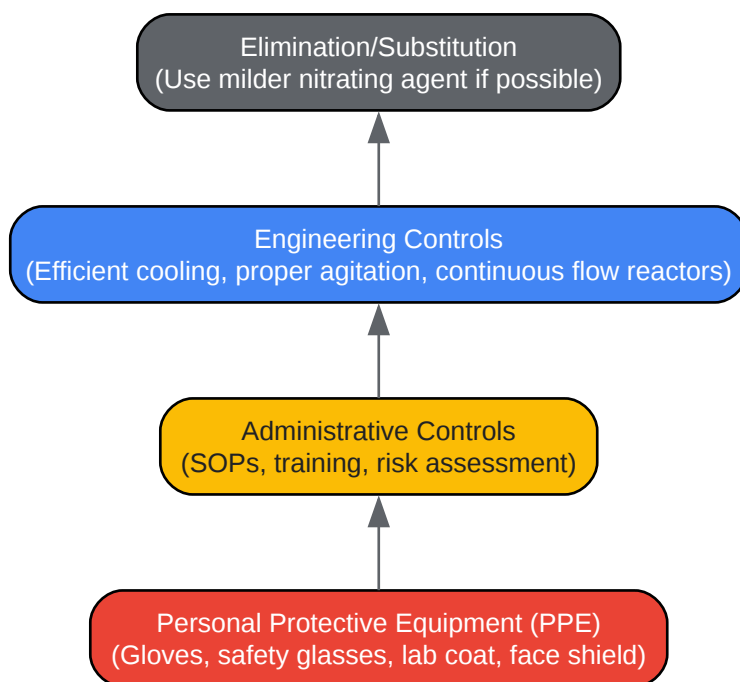 Elimination/Substitution
(Use milder nitrating agent if possible)
Engineering Controls
(Efficient cooling, proper agitation, continuous flow reactors)
Administrative Controls
(SOPs, training, risk assessment)
Personal Protective Equipment (PPE)
(Gloves, safety glasses, lab coat, face shield)